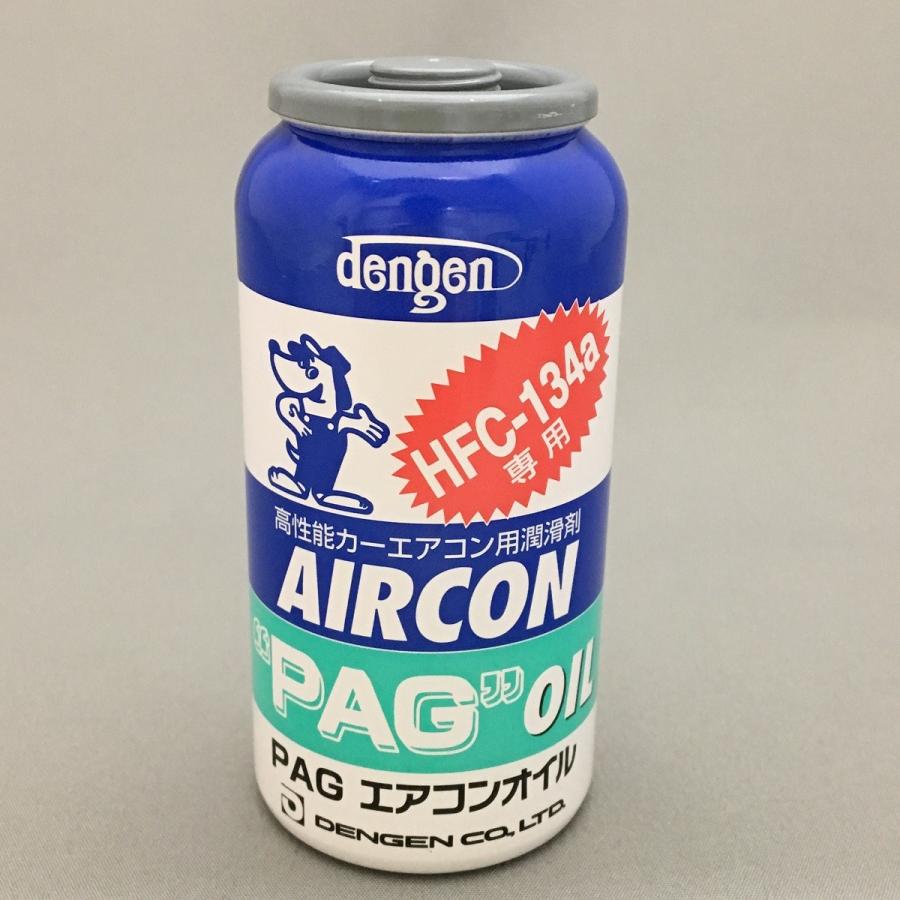 dengen
HFC-134a
専用
高性能カーエアコン用潤滑剤
AIRCON
“PAG” OIL
PAG エアコンオイル
DENGEN CO., LTD.